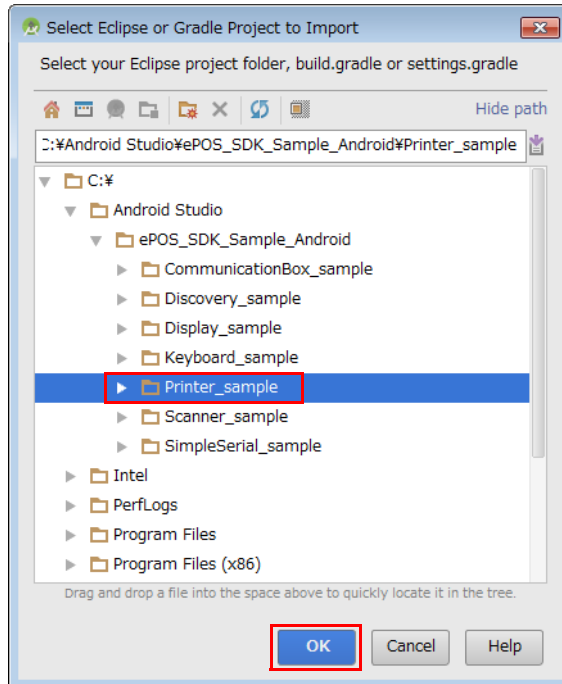 Select Eclipse or Gradle Project to Import
Select your Eclipse project folder, build.gradle or settings.gradle
Hide path
C:¥Android Studio¥ePOS_SDK_Sample_Android¥Printer_sample
C:¥
Android Studio
ePOS_SDK_Sample_Android
CommunicationBox_sample
Discovery_sample
Display_sample
Keyboard_sample
Printer_sample
Scanner_sample
SimpleSerial_sample
Intel
PerfLogs
Program Files
Program Files (x86)
Drag and drop a file into the space above to quickly locate it in the tree.
OK Cancel Help